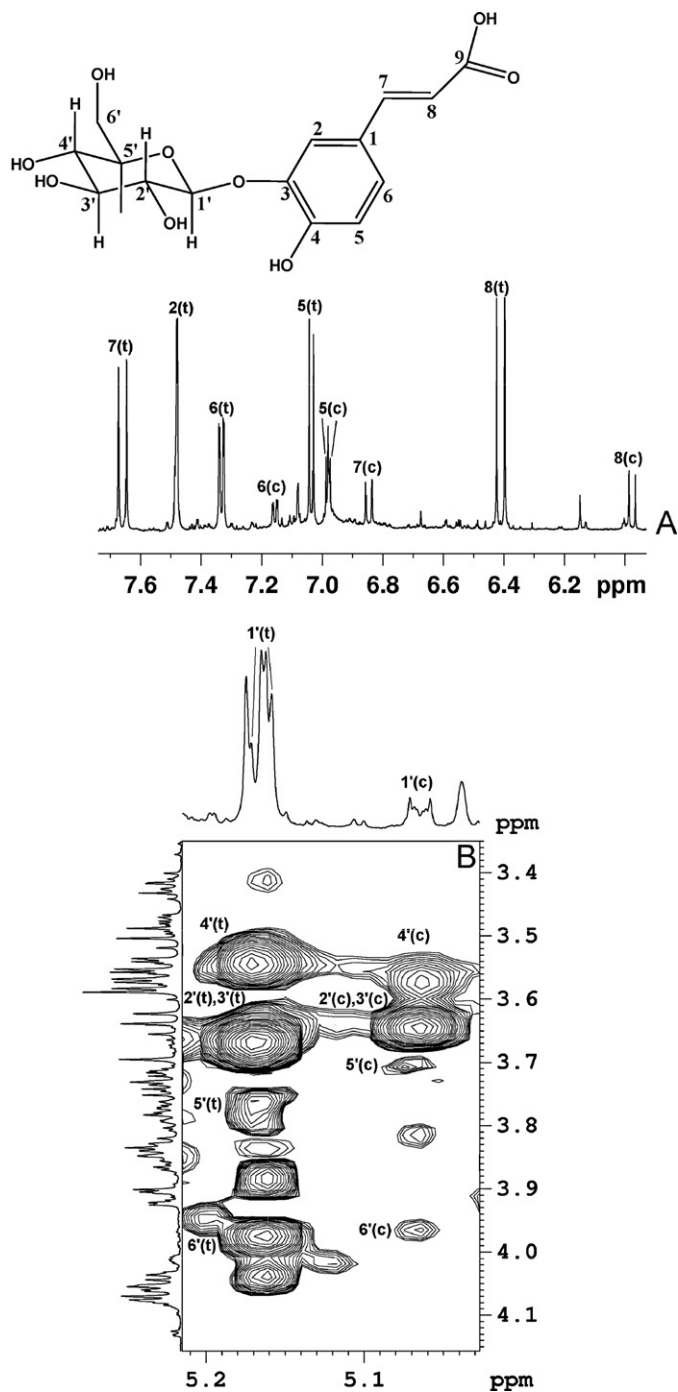 OH
9
O
7
8
HO
6'
H
2
1
4'
H
5'
O
HO
O
3
6
HO
2'
1'
3'
OH
H
4
5
H
HO
8(t)
2(t)
5(t)
7(t)
6(t)
5(c)
7(c)
8(c)
6(c)
A
7.6 7.4 7.2 7.0 6.8 6.6 6.4 6.2 ppm
1'(t)
1'(c)
ppm
B
3.4
4'(t)
4'(c)
3.5
2'(t),3'(t)
2'(c),3'(c)
3.6
5'(c)
3.7
5'(t)
3.8
3.9
6'(t)
6'(c)
4.0
4.1
5.2 5.1 ppm